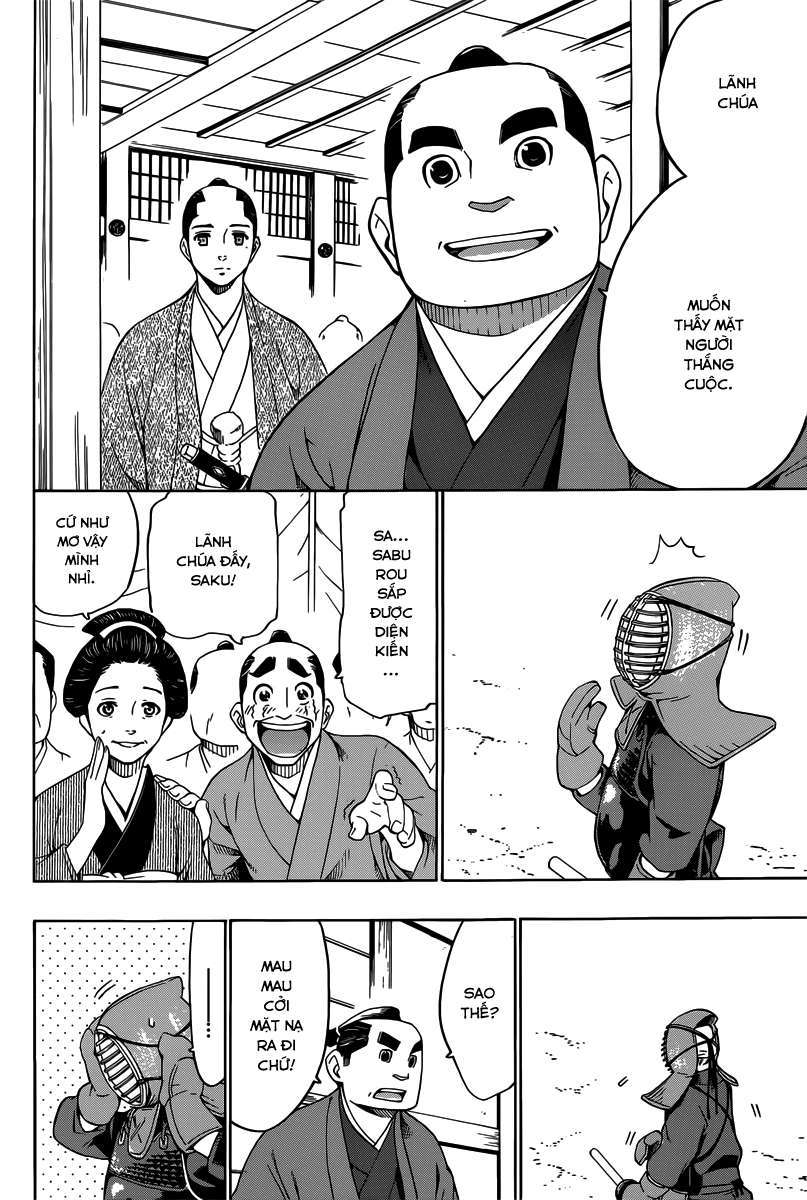 LÃNH
CHÚA
MUỐN
THẤY MẶT
NGƯỜI
THẮNG
CUỘC.
SA...
SABU
ROU
SẮP
ĐƯỢC
DIỆN
KIẾN
...
LÃNH
CHÚA ĐẤY,
SAKU!
CỨ NHƯ
MƠ VẬY
MÌNH
NHỈ.
SAO
THẾ?
MAU
MAU
CỞI
MẶT NẠ
RA ĐI
CHỨ!